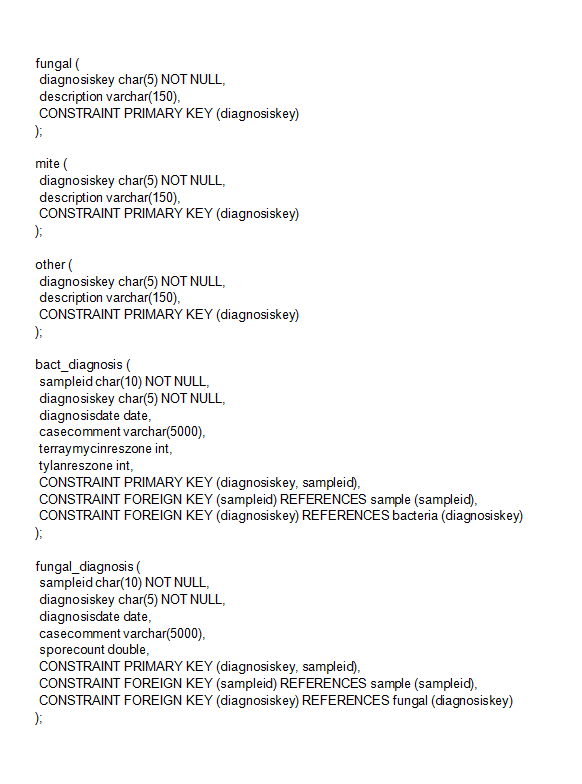 fungal (
diagnosiskey char(5) NOT NULL,
description varchar(150),
CONSTRAINT PRIMARY KEY (diagnosiskey)
);
mite (
diagnosiskey char(5) NOT NULL,
description varchar(150),
CONSTRAINT PRIMARY KEY (diagnosiskey)
);
other (
diagnosiskey char(5) NOT NULL,
description varchar(150),
CONSTRAINT PRIMARY KEY (diagnosiskey)
);
bact_diagnosis (
sampleid char(10) NOT NULL,
diagnosiskey char(5) NOT NULL,
diagnosisdate date,
casecomment varchar(5000),
terraymycinreszone int,
tylanreszone int,
CONSTRAINT PRIMARY KEY (diagnosiskey, sampleid),
CONSTRAINT FOREIGN KEY (sampleid) REFERENCES sample (sampleid),
CONSTRAINT FOREIGN KEY (diagnosiskey) REFERENCES bacteria (diagnosiskey)
);
fungal_diagnosis (
sampleid char(10) NOT NULL,
diagnosiskey char(5) NOT NULL,
diagnosisdate date,
casecomment varchar(5000),
sporecount double,
CONSTRAINT PRIMARY KEY (diagnosiskey, sampleid),
CONSTRAINT FOREIGN KEY (sampleid) REFERENCES sample (sampleid),
CONSTRAINT FOREIGN KEY (diagnosiskey) REFERENCES fungal (diagnosiskey)
);